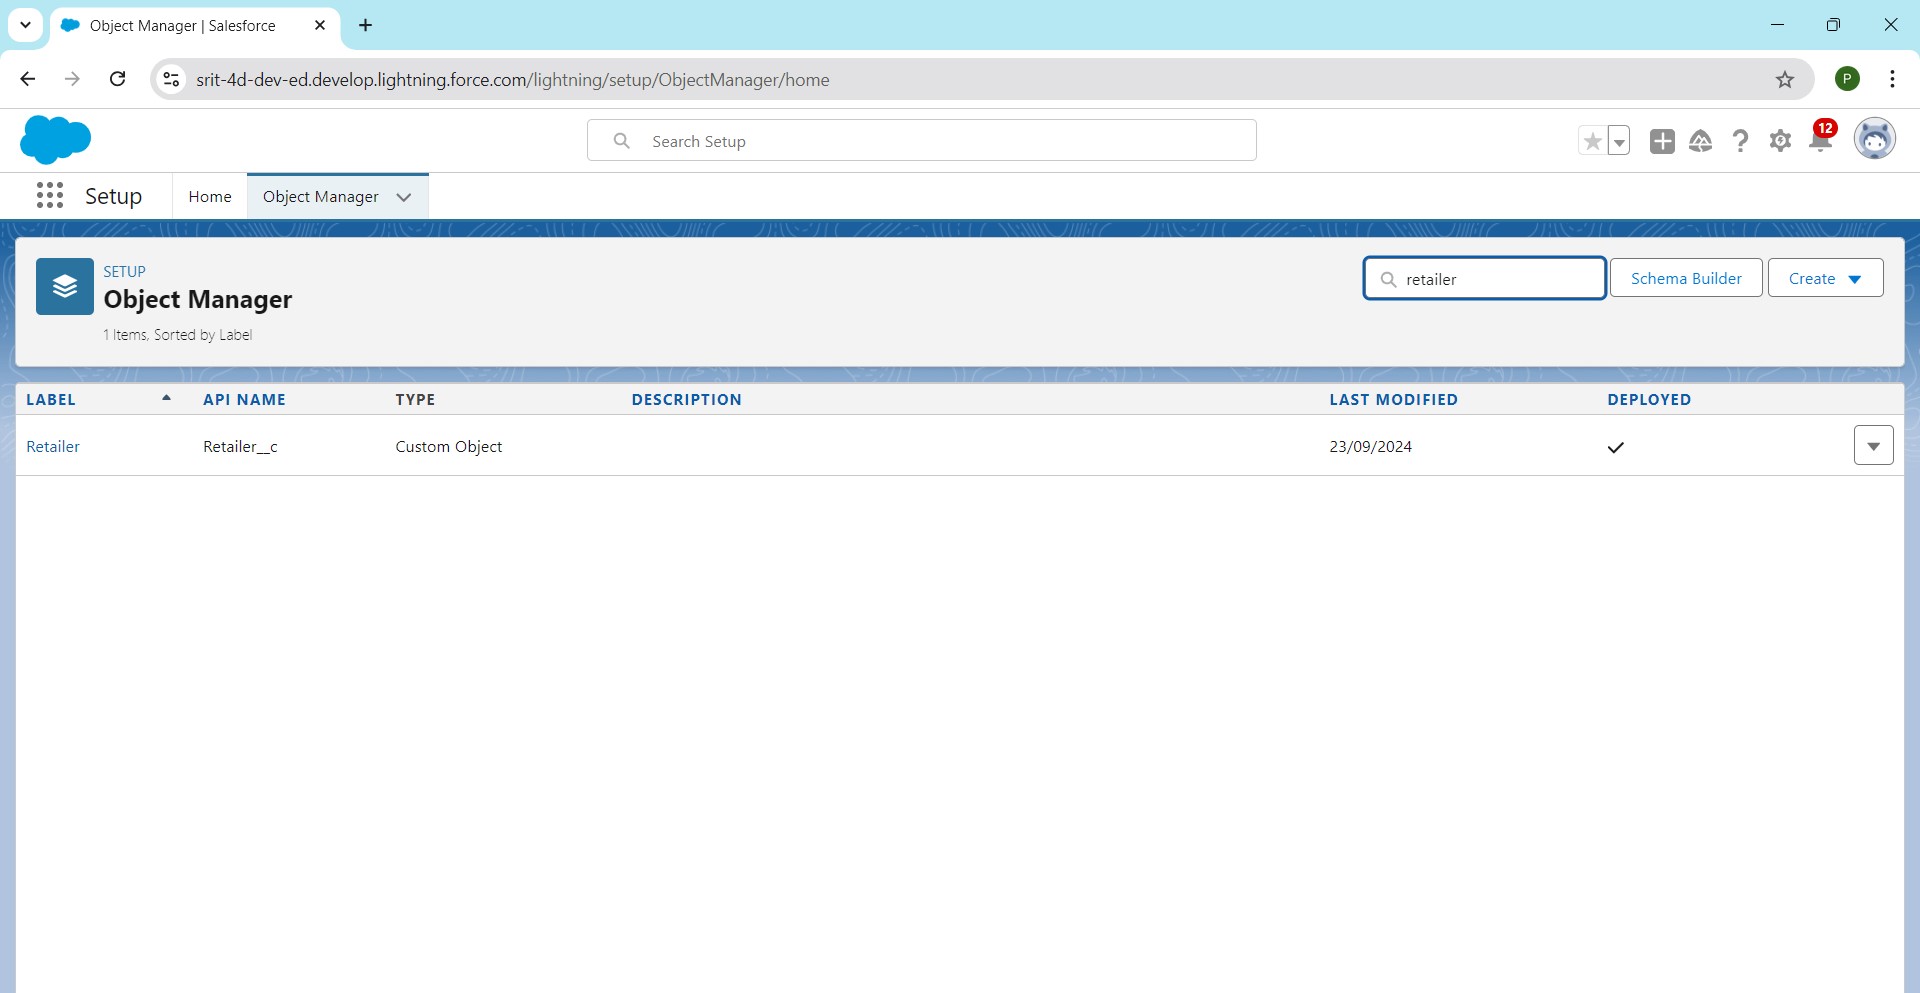 Object Manager | Salesforce
srit-4d-dev-ed.develop.lightning.force.com/lightning/setup/ObjectManager/home
P
Search Setup
12
Setup
Home
Object Manager
SETUP
Object Manager
1 Items, Sorted by Label
retailer
Schema Builder
Create
LABEL API NAME TYPE DESCRIPTION LAST MODIFIED DEPLOYED
Retailer Retailer__c Custom Object 23/09/2024